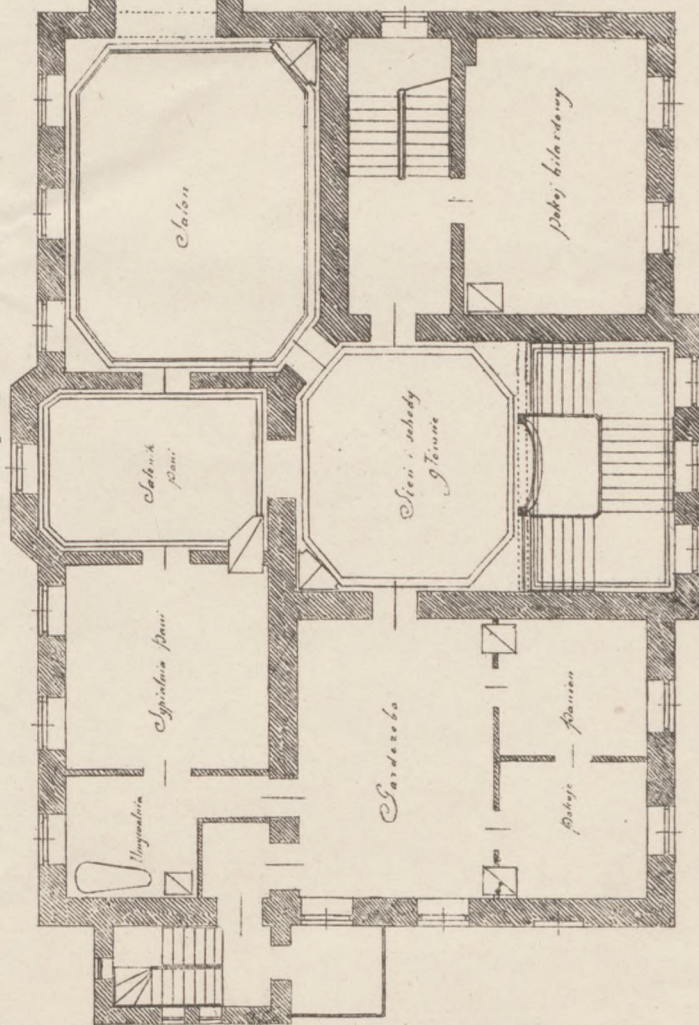 Salon
Pokój bilardowy
Salonik
Pani
Sień i schody
główne
Sypialnia Pani
Garderoba
Pokoje Panien
Umywalnia